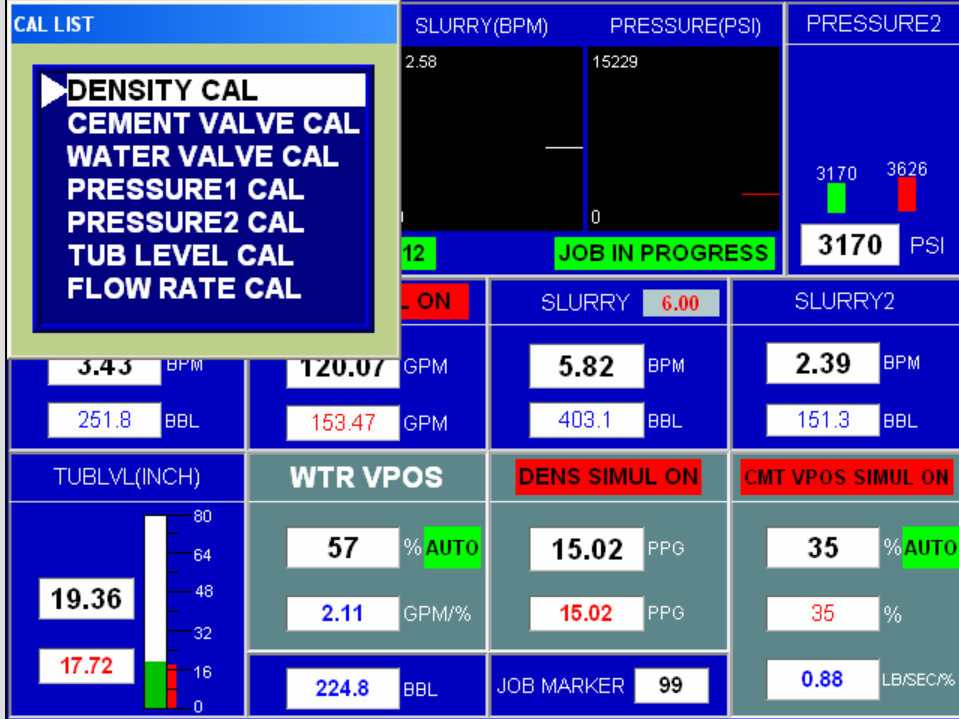 CAL LIST
DENSITY CAL
CEMENT VALVE CAL
WATER VALVE CAL
PRESSURE1 CAL
PRESSURE2 CAL
TUB LEVEL CAL
FLOW RATE CAL
SLURRY(BPM) PRESSURE(PSI) PRESSURE2
2.58 15229
3170 3626
0
12 JOB IN PROGRESS 3170 PSI
ON SLURRY 6.00 SLURRY2
3.43 BPM 120.07 GPM 5.82 BPM 2.39 BPM
251.8 BBL 153.47 GPM 403.1 BBL 151.3 BBL
TUBLVL(INCH) WTR VPOS DENS SIMUL ON CMT VPOS SIMUL ON
80
57 % AUTO 15.02 PPG 35 % AUTO
64
19.36 48
2.11 GPM/% 15.02 PPG 35 %
32
17.72 16
224.8 BBL JOB MARKER 99 0.88 LB/SEC/%
0